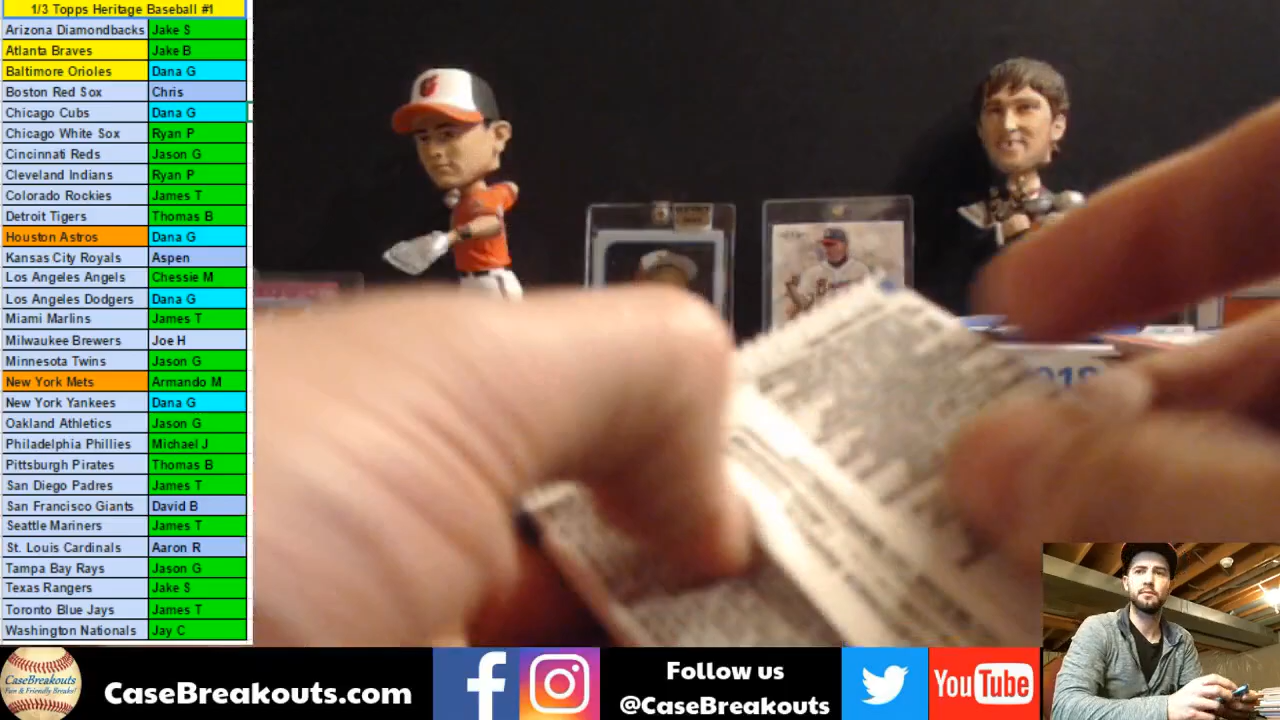 1/3 Topps Heritage Baseball #1
Arizona Diamondbacks Jake S
Atlanta Braves Jake B
Baltimore Orioles Dana G
Boston Red Sox Chris
Chicago Cubs Dana G
Chicago White Sox Ryan P
Cincinnati Reds Jason G
Cleveland Indians Ryan P
Colorado Rockies James T
Detroit Tigers Thomas B
Houston Astros Dana G
Kansas City Royals Aspen
Los Angeles Angels Chessie M
Los Angeles Dodgers Dana G
Miami Marlins James T
Milwaukee Brewers Joe H
Minnesota Twins Jason G
New York Mets Armando M
New York Yankees Dana G
Oakland Athletics Jason G
Philadelphia Phillies Michael J
Pittsburgh Pirates Thomas B
San Diego Padres James T
San Francisco Giants David B
Seattle Mariners James T
St. Louis Cardinals Aaron R
Tampa Bay Rays Jason G
Texas Rangers Jake S
Toronto Blue Jays James T
Washington Nationals Jay C
CaseBreakouts
Fun & Friendly Breaks!
CaseBreakouts.com
Follow us
@CaseBreakouts
YouTube